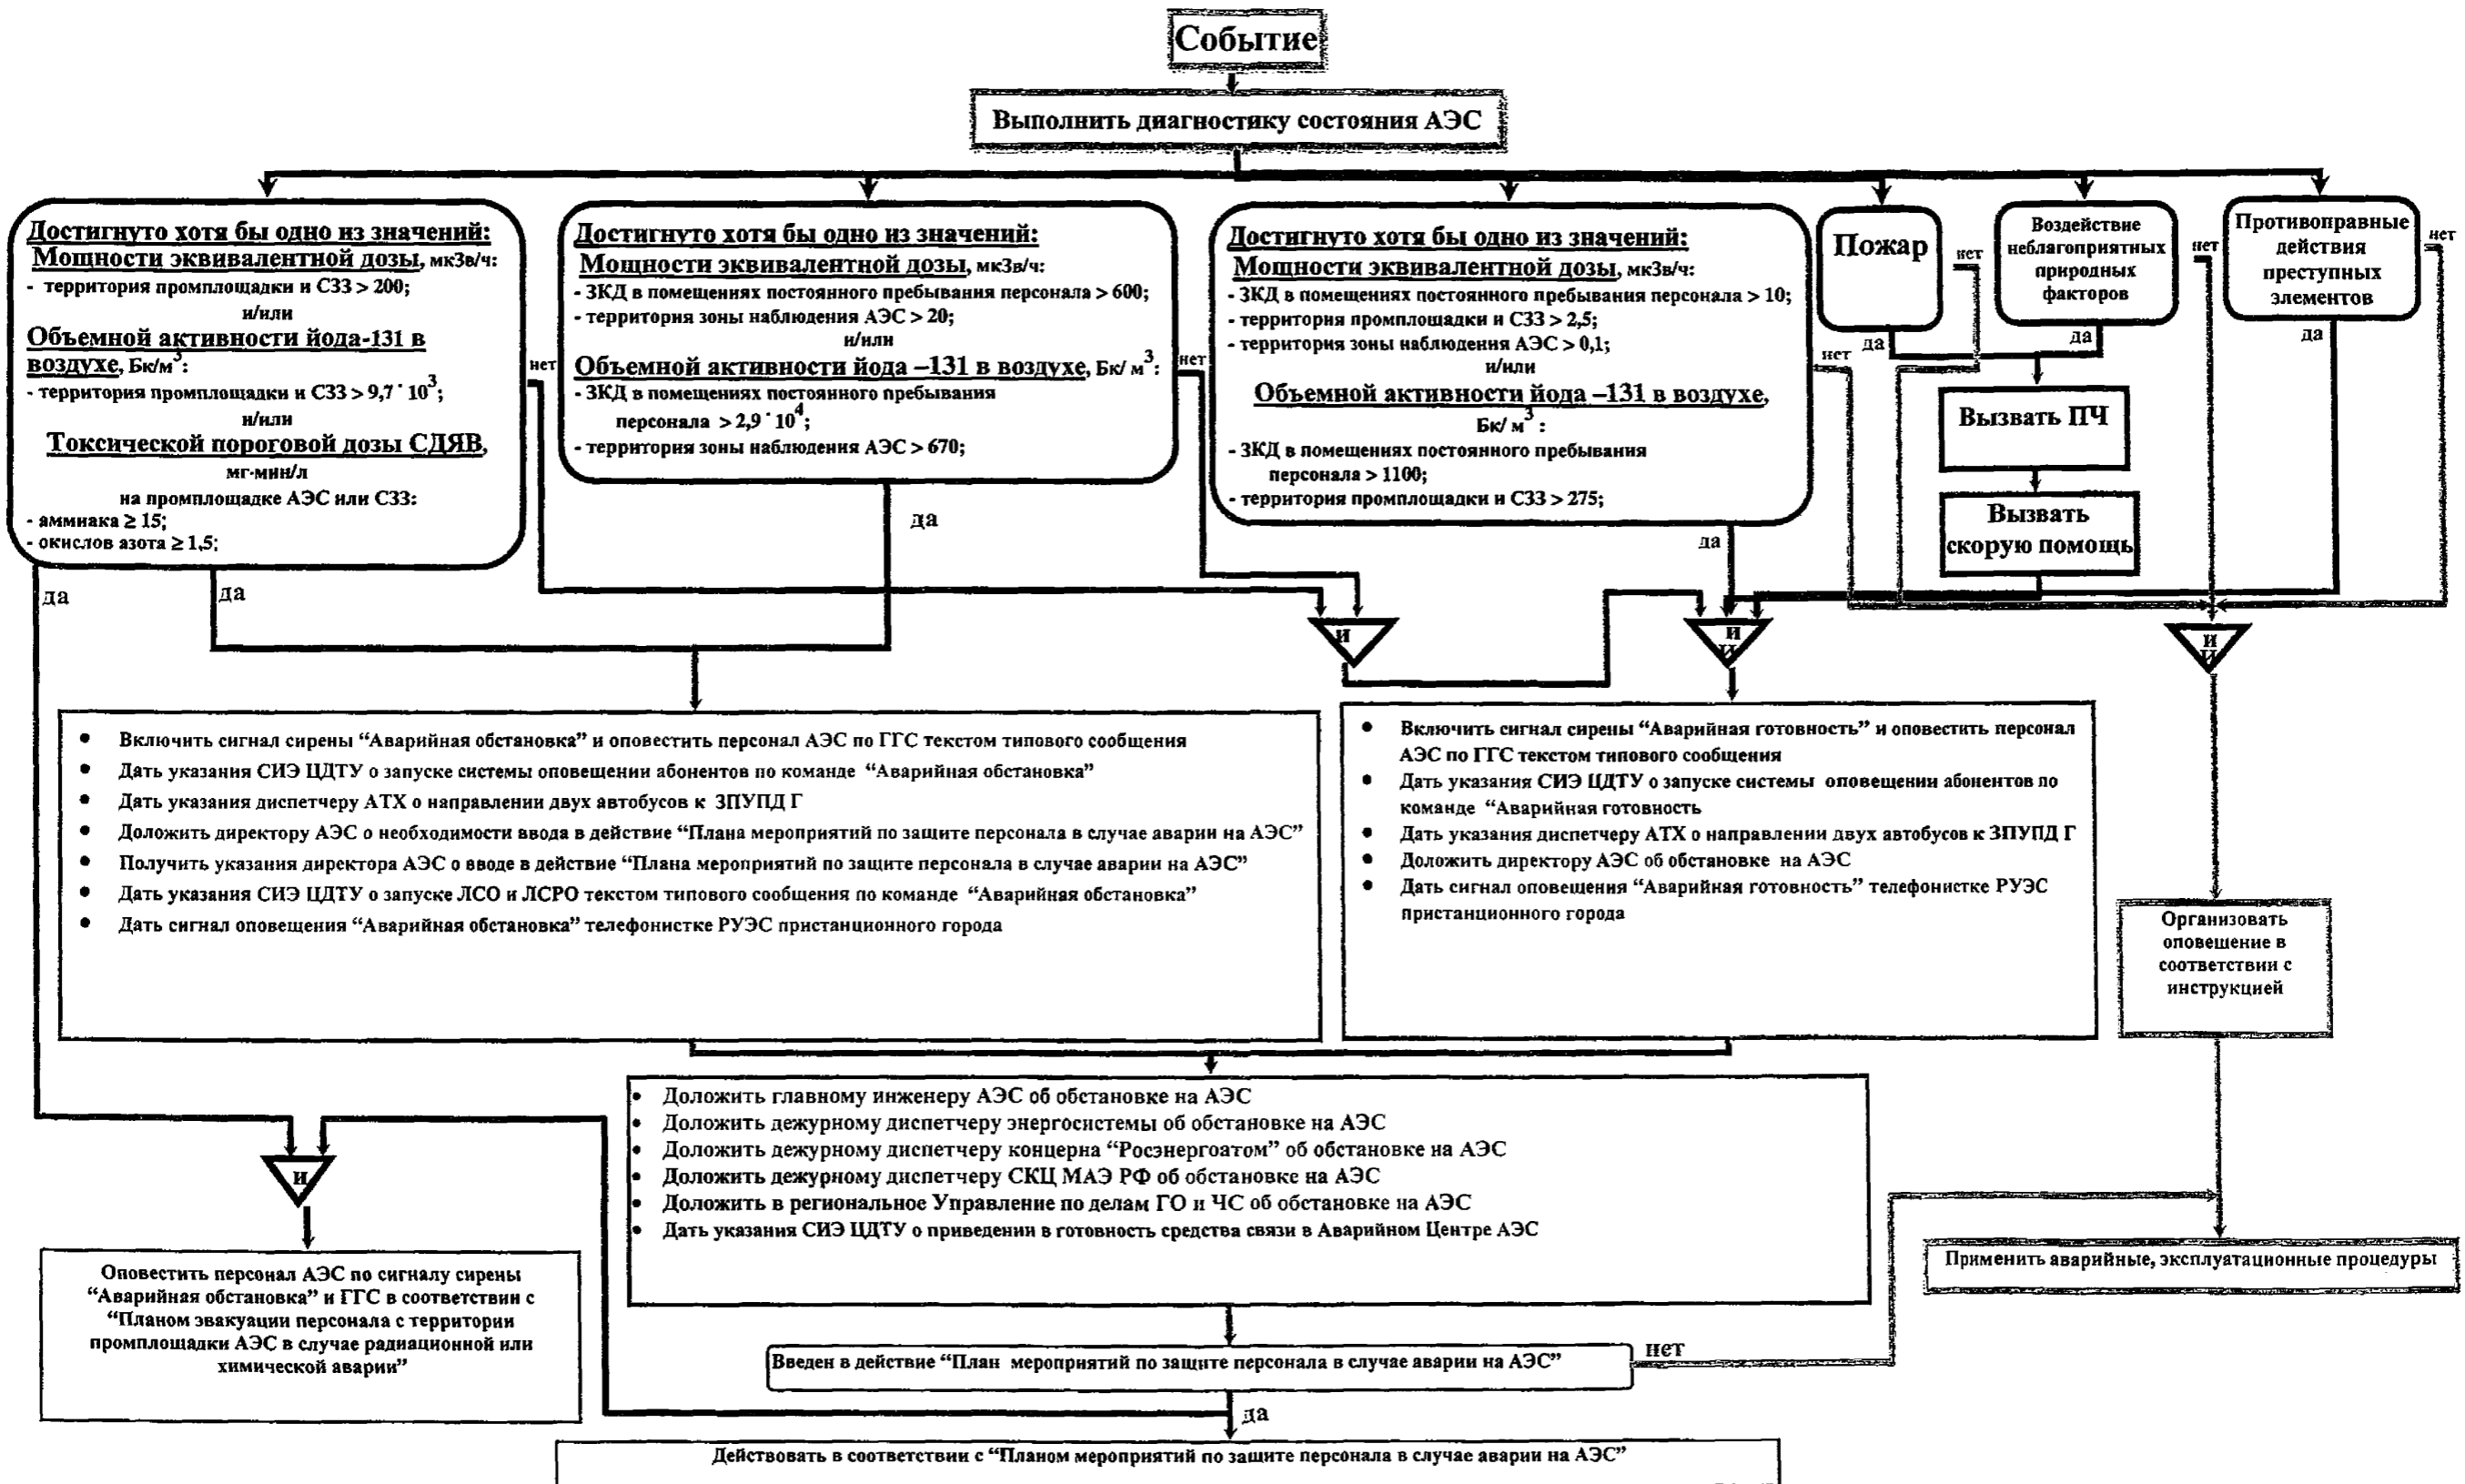 Событие
Выполнить диагностику состояния АЭС
Достигнуто хотя бы одно из значений:
Мощности эквивалентной дозы, мкЗв/ч:
- территория промплощадки и СЗЗ > 200;
и/или
Объемной активности йода-131 в
воздухе, Бк/м³:
- территория промплощадки и СЗЗ > 9,7 · 10³;
и/или
Токсической пороговой дозы СДЯВ,
мг·мин/л
на промплощадке АЭС или СЗЗ:
- аммиака ≥ 15;
- окислов азота ≥ 1,5;
нет
да
да
Достигнуто хотя бы одно из значений:
Мощности эквивалентной дозы, мкЗв/ч:
- ЗКД в помещениях постоянного пребывания персонала > 600;
- территория зоны наблюдения АЭС > 20;
и/или
Объемной активности йода –131 в воздухе, Бк/ м³:
- ЗКД в помещениях постоянного пребывания
персонала > 2,9 · 10⁴;
- территория зоны наблюдения АЭС > 670;
нет
да
Достигнуто хотя бы одно из значений:
Мощности эквивалентной дозы, мкЗв/ч:
- ЗКД в помещениях постоянного пребывания персонала > 10;
- территория промплощадки и СЗЗ > 2,5;
- территория зоны наблюдения АЭС > 0,1;
и/или
Объемной активности йода –131 в воздухе,
Бк/ м³ :
- ЗКД в помещениях постоянного пребывания
персонала > 1100;
- территория промплощадки и СЗЗ > 275;
нет
да
Пожар
нет
да
Воздействие
неблагоприятных
природных
факторов
нет
да
Противоправные
действия
преступных
элементов
нет
да
Вызвать ПЧ
Вызвать
скорую помощь
и
и
и
и
и
• Включить сигнал сирены “Аварийная обстановка” и оповестить персонал АЭС по ГГС текстом типового сообщения
• Дать указания СИЭ ЦДТУ о запуске системы оповещении абонентов по команде “Аварийная обстановка”
• Дать указания диспетчеру АТХ о направлении двух автобусов к ЗПУПД Г
• Доложить директору АЭС о необходимости ввода в действие “Плана мероприятий по защите персонала в случае аварии на АЭС”
• Получить указания директора АЭС о вводе в действие “Плана мероприятий по защите персонала в случае аварии на АЭС”
• Дать указания СИЭ ЦДТУ о запуске ЛСО и ЛСРО текстом типового сообщения по команде “Аварийная обстановка”
• Дать сигнал оповещения “Аварийная обстановка” телефонистке РУЭС пристанционного города
• Включить сигнал сирены “Аварийная готовность” и оповестить персонал
АЭС по ГГС текстом типового сообщения
• Дать указания СИЭ ЦДТУ о запуске системы оповещении абонентов по
команде “Аварийная готовность
• Дать указания диспетчеру АТХ о направлении двух автобусов к ЗПУПД Г
• Доложить директору АЭС об обстановке на АЭС
• Дать сигнал оповещения “Аварийная готовность” телефонистке РУЭС
пристанционного города
Организовать
оповешение в
соответствии с
инструкцией
• Доложить главному инженеру АЭС об обстановке на АЭС
• Доложить дежурному диспетчеру энергосистемы об обстановке на АЭС
• Доложить дежурному диспетчеру концерна “Росэнергоатом” об обстановке на АЭС
• Доложить дежурному диспетчеру СКЦ МАЭ РФ об обстановке на АЭС
• Доложить в региональное Управление по делам ГО и ЧС об обстановке на АЭС
• Дать указания СИЭ ЦДТУ о приведении в готовность средства связи в Аварийном Центре АЭС
и
Оповестить персонал АЭС по сигналу сирены
“Аварийная обстановка” и ГГС в соответствии с
“Планом эвакуации персонала с территории
промплощадки АЭС в случае радиационной или
химической аварии”
Применить аварийные, эксплуатационные процедуры
Введен в действие “План мероприятий по защите персонала в случае аварии на АЭС”
нет
да
Действовать в соответствии с “Планом мероприятий по защите персонала в случае аварии на АЭС”